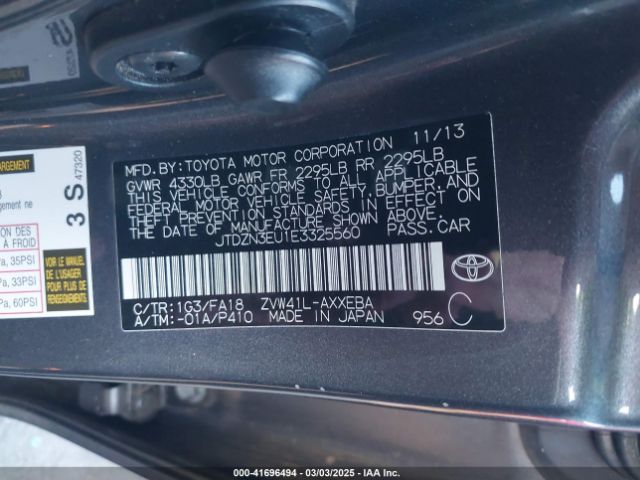 MFD. BY: TOYOTA MOTOR CORPORATION 11/13
GVWR 4330LB GAWR FR 2295LB RR 2295LB
THIS VEHICLE CONFORMS TO ALL APPLICABLE
FEDERAL MOTOR VEHICLE SAFETY, BUMPER, AND
THEFT PREVENTION STANDARDS IN EFFECT ON
THE DATE OF MANUFACTURE SHOWN ABOVE.
JTDZN3EU1E3325560 PASS. CAR
C/TR: 1G3/FA18 ZVW41L-AXXEBA
A/TM: -01A/P410 MADE IN JAPAN 956 C
3 S 47320
ARGEMENT
gement ne
À FROID
Pa, 35PSI
Pa, 33PSI
Pa, 60PSI
VOIR LE MANUEL
DE L'USAGER
POUR PLUS DE
RENSEIGNEMENTS
000-41696494 - 03/03/2025 - IAA Inc.